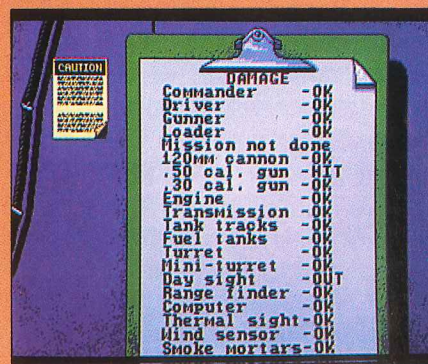 CAUTION
DAMAGE
Commander -OK
Driver -OK
Gunner -OK
Loader -OK
Mission not done
120MM cannon -OK
.50 cal. gun -HIT
.30 cal. gun -OK
Engine -OK
Transmission -OK
Tank tracks -OK
Fuel tanks -OK
Turret -OK
Mini-turret -OK
Day sight -OUT
Range finder -OK
Computer -OK
Thermal sight-OK
Wind sensor -OK
Smoke mortars-OK